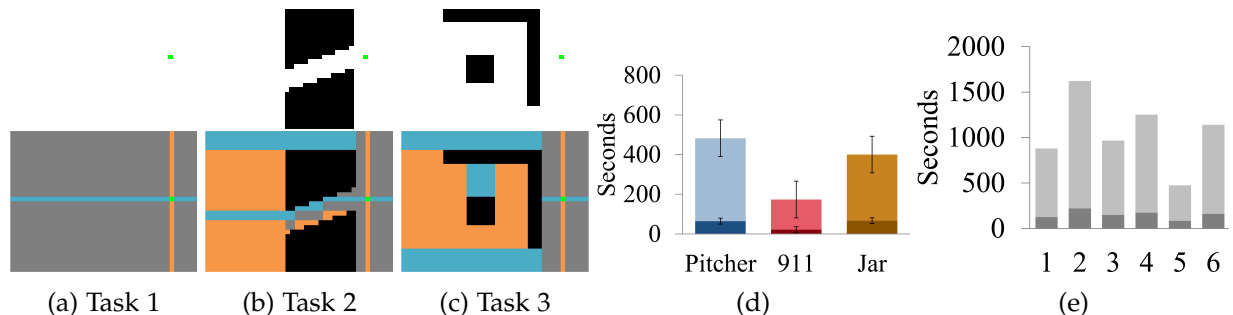 (a) Task 1
(b) Task 2
(c) Task 3
Seconds
800
600
400
200
0
Pitcher 911 Jar
(d)
Seconds
2000
1500
1000
500
0
1 2 3 4 5 6
(e)